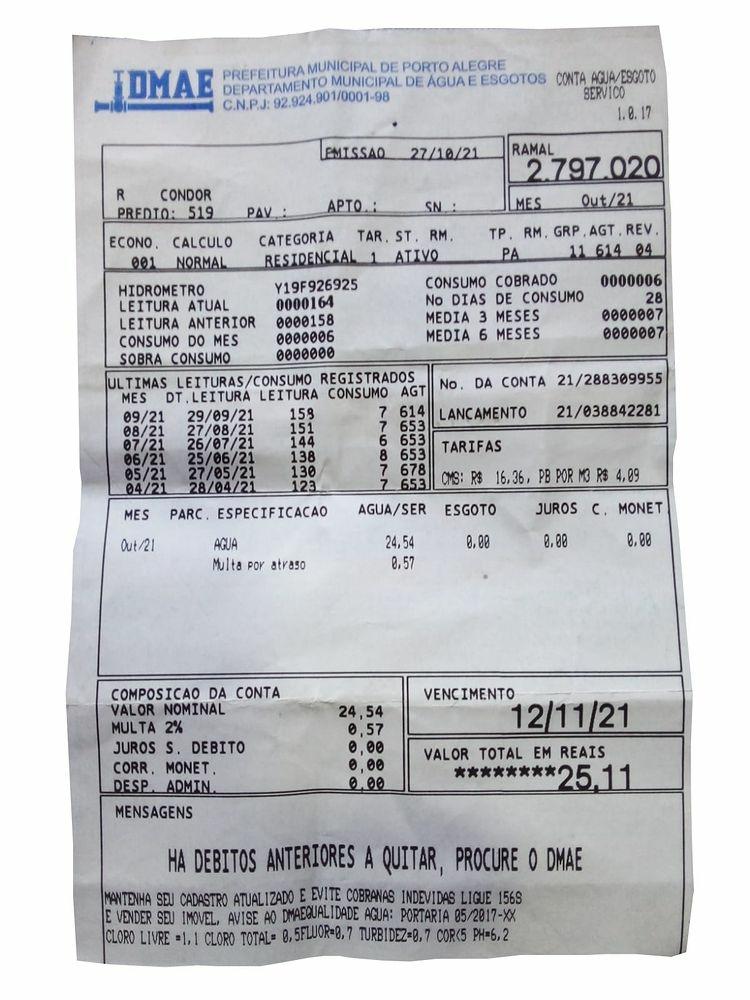 DMAE PREFEITURA MUNICIPAL DE PORTO ALEGRE
DEPARTAMENTO MUNICIPAL DE ÁGUA E ESGOTOS
C.N.P.J: 92.924.901/0001-98
CONTA AGUA/ESGOTO
SERVICO
1.0.17
EMISSAO 27/10/21
RAMAL
2.797.020
R CONDOR
PREDIO: 519 PAV.: APTO.: SN.:
MES Out/21
ECONO. CALCULO CATEGORIA TAR. ST. RM. TP. RM. GRP.AGT.REV.
001 NORMAL RESIDENCIAL 1 ATIVO PA 11 614 04
HIDROMETRO Y19F926925
LEITURA ATUAL 0000164
LEITURA ANTERIOR 0000158
CONSUMO DO MES 0000006
SOBRA CONSUMO 0000000
CONSUMO COBRADO 0000006
No DIAS DE CONSUMO 28
MEDIA 3 MESES 0000007
MEDIA 6 MESES 0000007
ULTIMAS LEITURAS/CONSUMO REGISTRADOS
MES DT.LEITURA LEITURA CONSUMO AGT
09/21 29/09/21 158 7 614
08/21 27/08/21 151 7 653
07/21 26/07/21 144 6 653
06/21 25/06/21 138 8 653
05/21 27/05/21 130 7 678
04/21 28/04/21 123 7 653
No. DA CONTA 21/288309955
LANCAMENTO 21/038842281
TARIFAS
CMS: R$ 16,36, PB POR M3 R$ 4,09
MES PARC. ESPECIFICACAO AGUA/SER ESGOTO JUROS C. MONET
Out/21 AGUA 24,54 0,00 0,00 0,00
Multa por atraso 0,57
COMPOSICAO DA CONTA
VALOR NOMINAL 24,54
MULTA 2% 0,57
JUROS S. DEBITO 0,00
CORR. MONET. 0,00
DESP. ADMIN. 0,00
VENCIMENTO
12/11/21
VALOR TOTAL EM REAIS
********25,11
MENSAGENS
HA DEBITOS ANTERIORES A QUITAR, PROCURE O DMAE
MANTENHA SEU CADASTRO ATUALIZADO E EVITE COBRANAS INDEVIDAS LIGUE 156S
E VENDER SEU IMOVEL, AVISE AO DMAEQUALIDADE AGUA: PORTARIA 05/2017-XX
CLORO LIVRE =1,1 CLORO TOTAL= 0,5FLUOR=0,7 TURBIDEZ=0,7 COR<5 PH=6,2